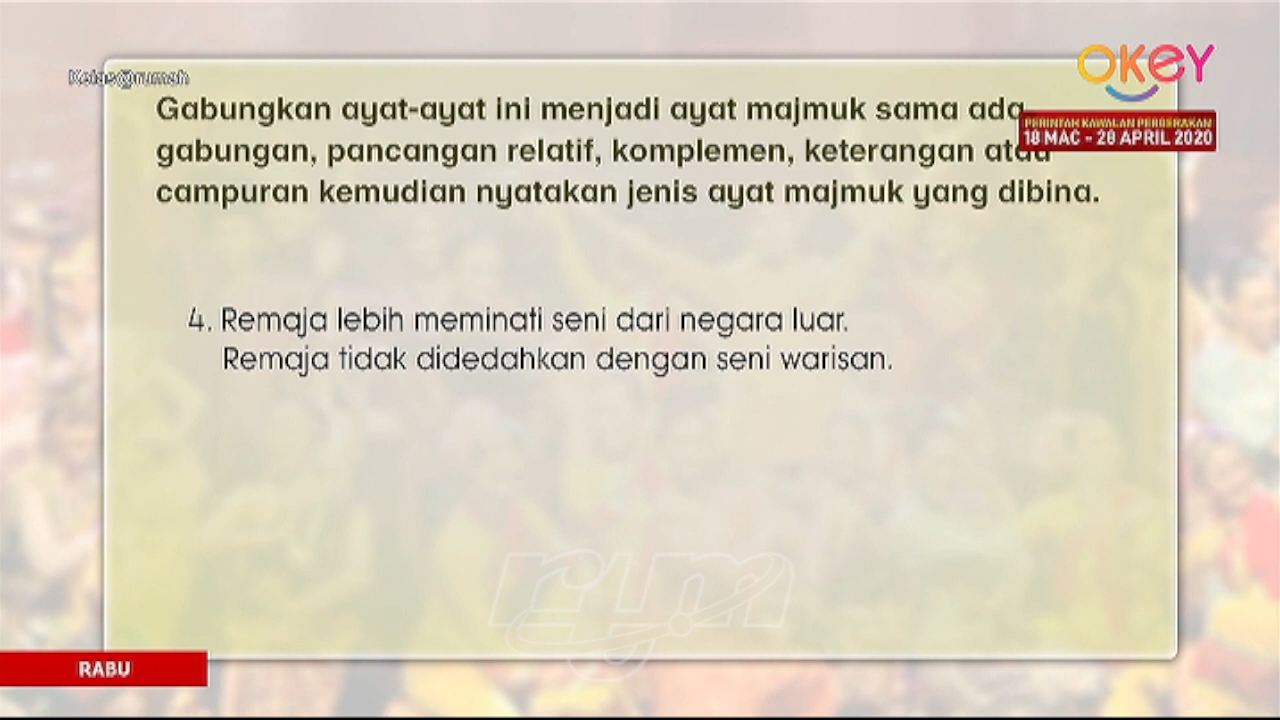 OKEY
Kelas@rumah
Gabungkan ayat-ayat ini menjadi ayat majmuk sama ada
PERINTAH KAWALAN PERGERAKAN
18 MAC - 28 APRIL 2020
gabungan, pancangan relatif, komplemen, keterangan atau
campuran kemudian nyatakan jenis ayat majmuk yang dibina.
4. Remaja lebih meminati seni dari negara luar.
Remaja tidak didedahkan dengan seni warisan.
rtm
RABU